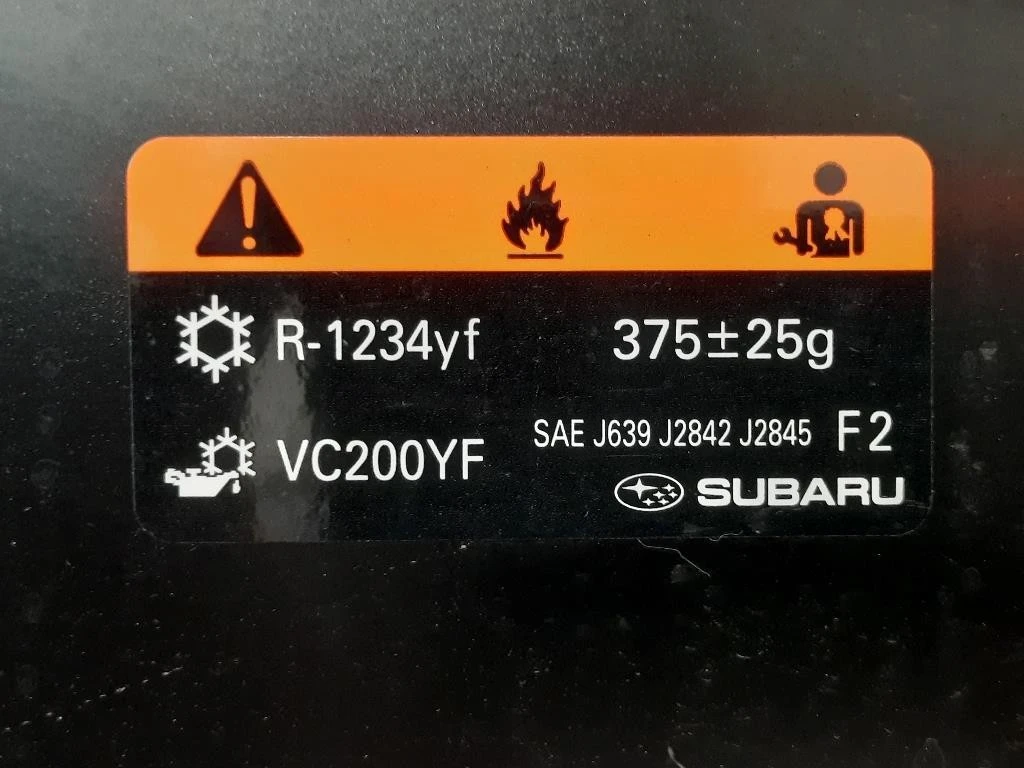 R-1234yf 375±25g
SAE J639 J2842 J2845 F2
VC200YF
SUBARU